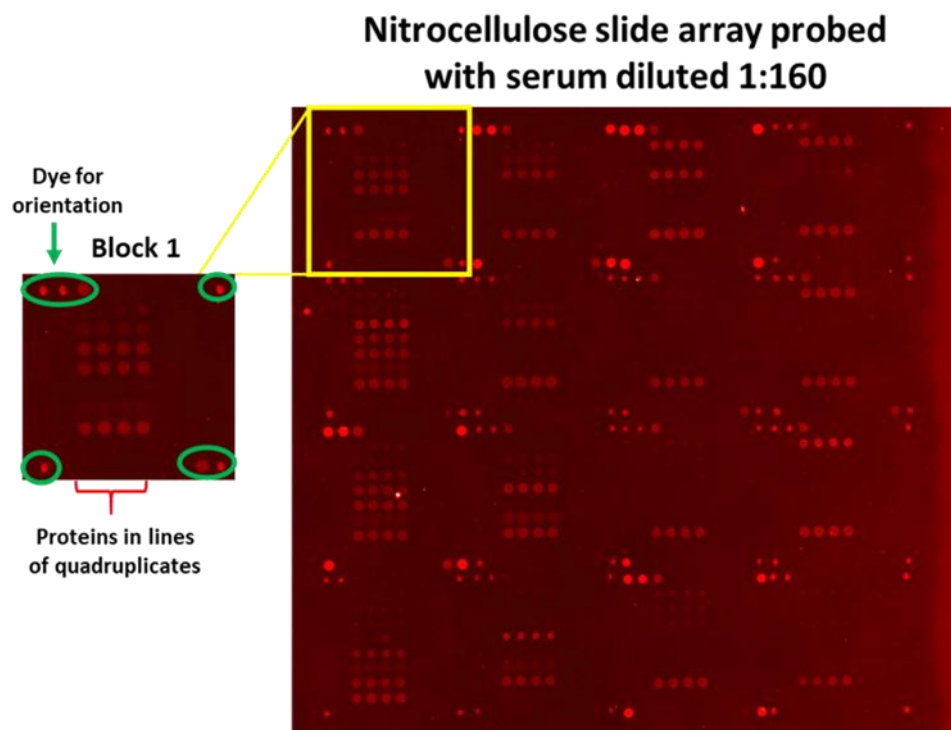 Nitrocellulose slide array probed
with serum diluted 1:160
Dye for
orientation
Block 1
Proteins in lines
of quadruplicates